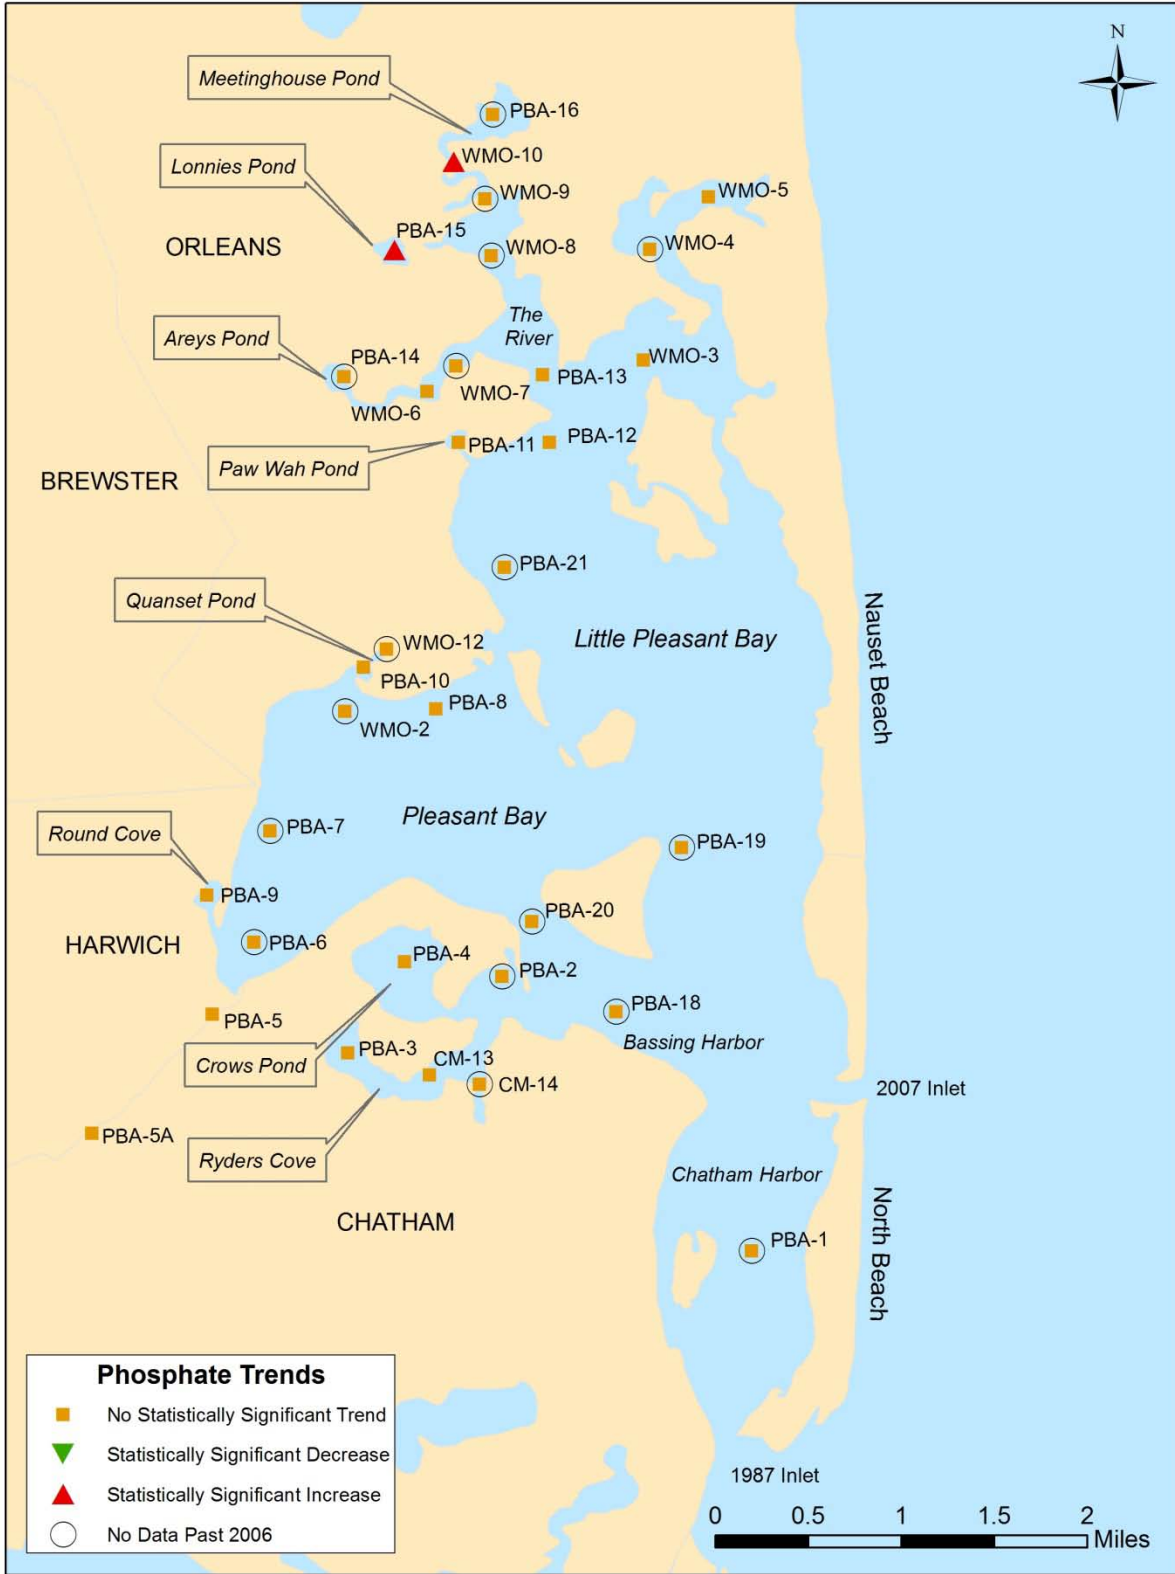 N
Meetinghouse Pond
PBA-16
WMO-10
Lonnies Pond
WMO-9
WMO-5
PBA-15
ORLEANS
WMO-8
WMO-4
The
River
Areys Pond
PBA-14
WMO-3
WMO-7
PBA-13
WMO-6
PBA-11
PBA-12
Paw Wah Pond
BREWSTER
PBA-21
Quanset Pond
Little Pleasant Bay
Nauset Beach
WMO-12
PBA-10
PBA-8
WMO-2
Pleasant Bay
Round Cove
PBA-7
PBA-19
PBA-9
PBA-20
HARWICH
PBA-6
PBA-4
PBA-2
PBA-18
PBA-5
Bassing Harbor
Crows Pond
PBA-3
CM-13
CM-14
2007 Inlet
PBA-5A
Ryders Cove
Chatham Harbor
CHATHAM
North Beach
PBA-1
Phosphate Trends
No Statistically Significant Trend
Statistically Significant Decrease
Statistically Significant Increase
No Data Past 2006
1987 Inlet
0 0.5 1 1.5 2
Miles